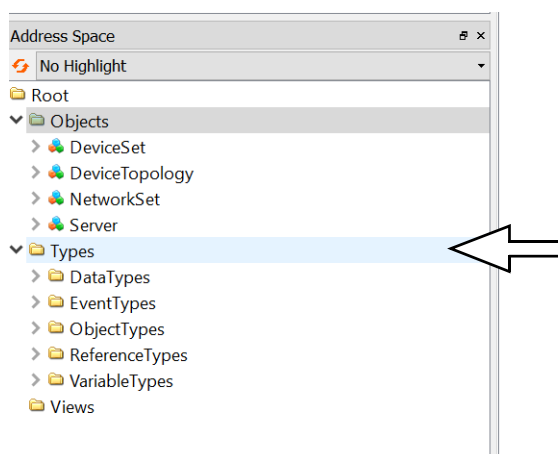 Address Space
No Highlight
Root
Objects
DeviceSet
DeviceTopology
NetworkSet
Server
Types
DataTypes
EventTypes
ObjectTypes
ReferenceTypes
VariableTypes
Views